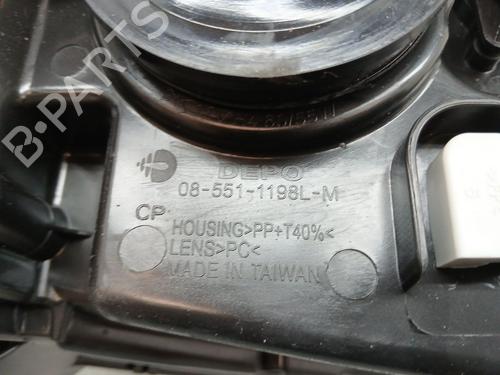 B-PARTS
DEPO
08-551-1198L-M
CP
HOUSING>PP+T40%<
LENS>PC<
MADE IN TAIWAN